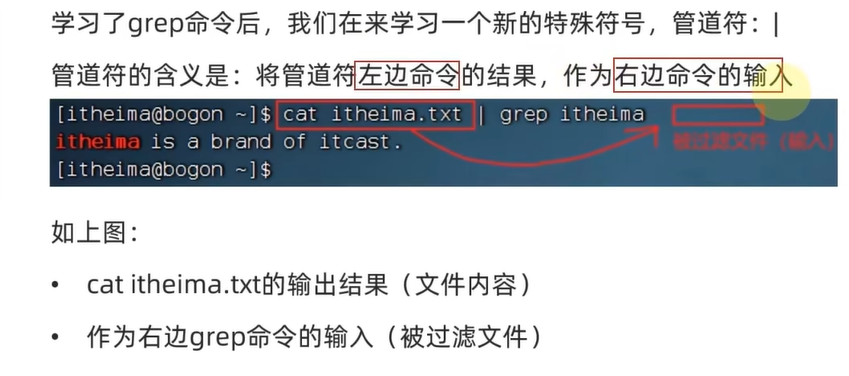 学习了grep命令后，我们在来学习一个新的特殊符号，管道符：|
管道符的含义是：将管道符左边命令的结果，作为右边命令的输入
[itheima@bogon ~]$ cat itheima.txt | grep itheima
被过滤文件（输入）
itheima is a brand of itcast.
[itheima@bogon ~]$
如上图：
• cat itheima.txt的输出结果（文件内容）
• 作为右边grep命令的输入（被过滤文件）